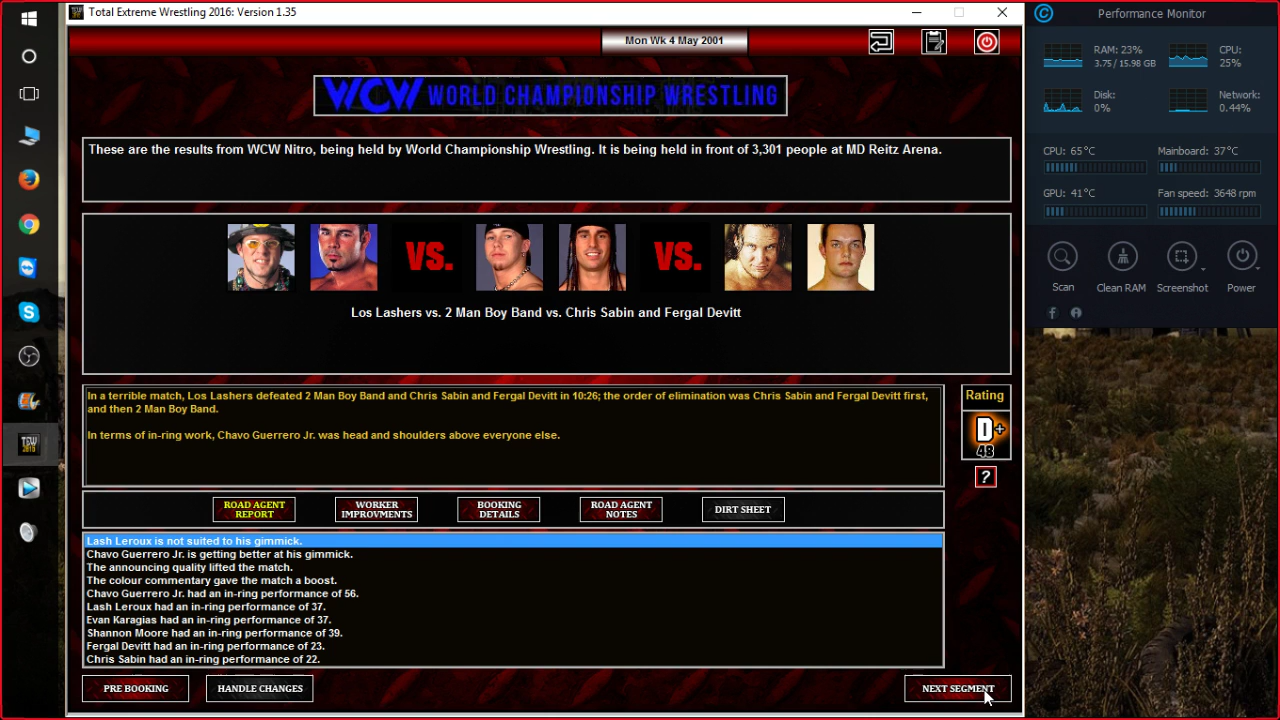 Total Extreme Wrestling 2016: Version 1.35
Mon Wk 4 May 2001
WCW WORLD CHAMPIONSHIP WRESTLING
These are the results from WCW Nitro, being held by World Championship Wrestling. It is being held in front of 3,301 people at MD Reitz Arena.
VS. VS.
Los Lashers vs. 2 Man Boy Band vs. Chris Sabin and Fergal Devitt
In a terrible match, Los Lashers defeated 2 Man Boy Band and Chris Sabin and Fergal Devitt in 10:26; the order of elimination was Chris Sabin and Fergal Devitt first,
and then 2 Man Boy Band.
In terms of in-ring work, Chavo Guerrero Jr. was head and shoulders above everyone else.
Rating
D+
48
?
ROAD AGENT
REPORT
WORKER
IMPROVMENTS
BOOKING
DETAILS
ROAD AGENT
NOTES
DIRT SHEET
Lash Leroux is not suited to his gimmick.
Chavo Guerrero Jr. is getting better at his gimmick.
The announcing quality lifted the match.
The colour commentary gave the match a boost.
Chavo Guerrero Jr. had an in-ring performance of 56.
Lash Leroux had an in-ring performance of 37.
Evan Karagias had an in-ring performance of 37.
Shannon Moore had an in-ring performance of 39.
Fergal Devitt had an in-ring performance of 23.
Chris Sabin had an in-ring performance of 22.
PRE BOOKING
HANDLE CHANGES
NEXT SEGMENT
Performance Monitor
RAM: 23%
3.75 / 15.98 GB
CPU:
25%
Disk:
0%
Network:
0.44%
CPU: 65°C
Mainboard: 37°C
GPU: 41°C
Fan speed: 3648 rpm
Scan
Clean RAM
Screenshot
Power
TEW
2016